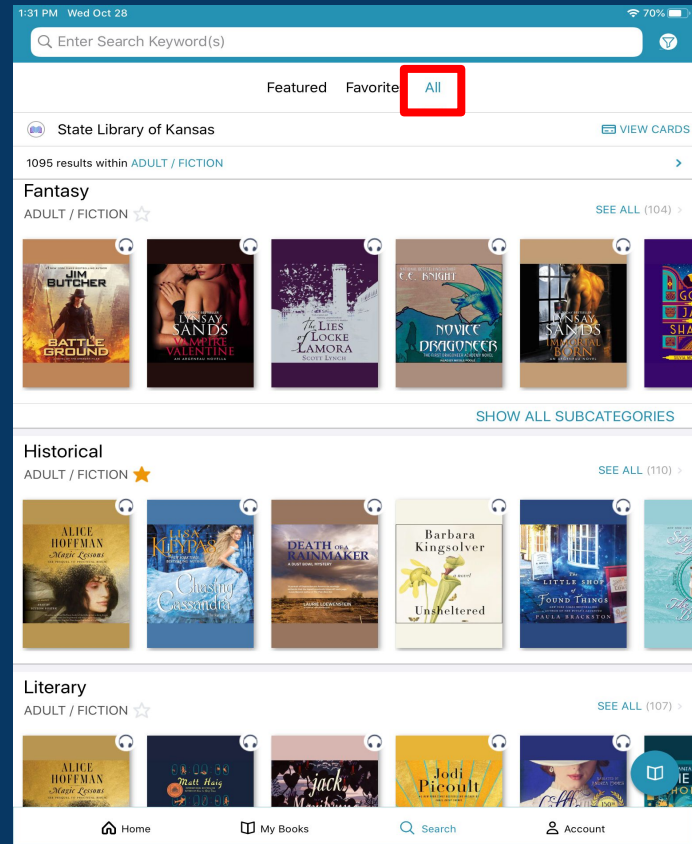 1:31 PM Wed Oct 28
70%
Enter Search Keyword(s)
Featured Favorite All
State Library of Kansas
VIEW CARDS
1095 results within ADULT / FICTION
Fantasy
ADULT / FICTION
SEE ALL (104)
JIM
BUTCHER
BATTLE
GROUND
LYNSAY
SANDS
VAMPIRE
VALENTINE
AN ARGENEAU NOVELLA
The LIES
of LOCKE
LAMORA
SCOTT LYNCH
E.E. KNIGHT
NOVICE
DRAGONEER
LYNSAY
SANDS
IMMORTAL
BORN
AN ARGENEAU NOVEL
SHOW ALL SUBCATEGORIES
Historical
ADULT / FICTION
SEE ALL (110)
ALICE
HOFFMAN
Magic Lessons
LISA
KLEYPAS
Chasing
Cassandra
DEATH OF A
RAINMAKER
A DUST BOWL MYSTERY
LAURIE LOEWENSTEIN
Barbara
Kingsolver
a novel
Unsheltered
The
LITTLE SHOP
of
FOUND THINGS
PAULA BRACKSTON
Literary
ADULT / FICTION
SEE ALL (107)
ALICE
HOFFMAN
Magic Lessons
Matt Haig
jack
Jodi
Picoult
Home My Books Search Account